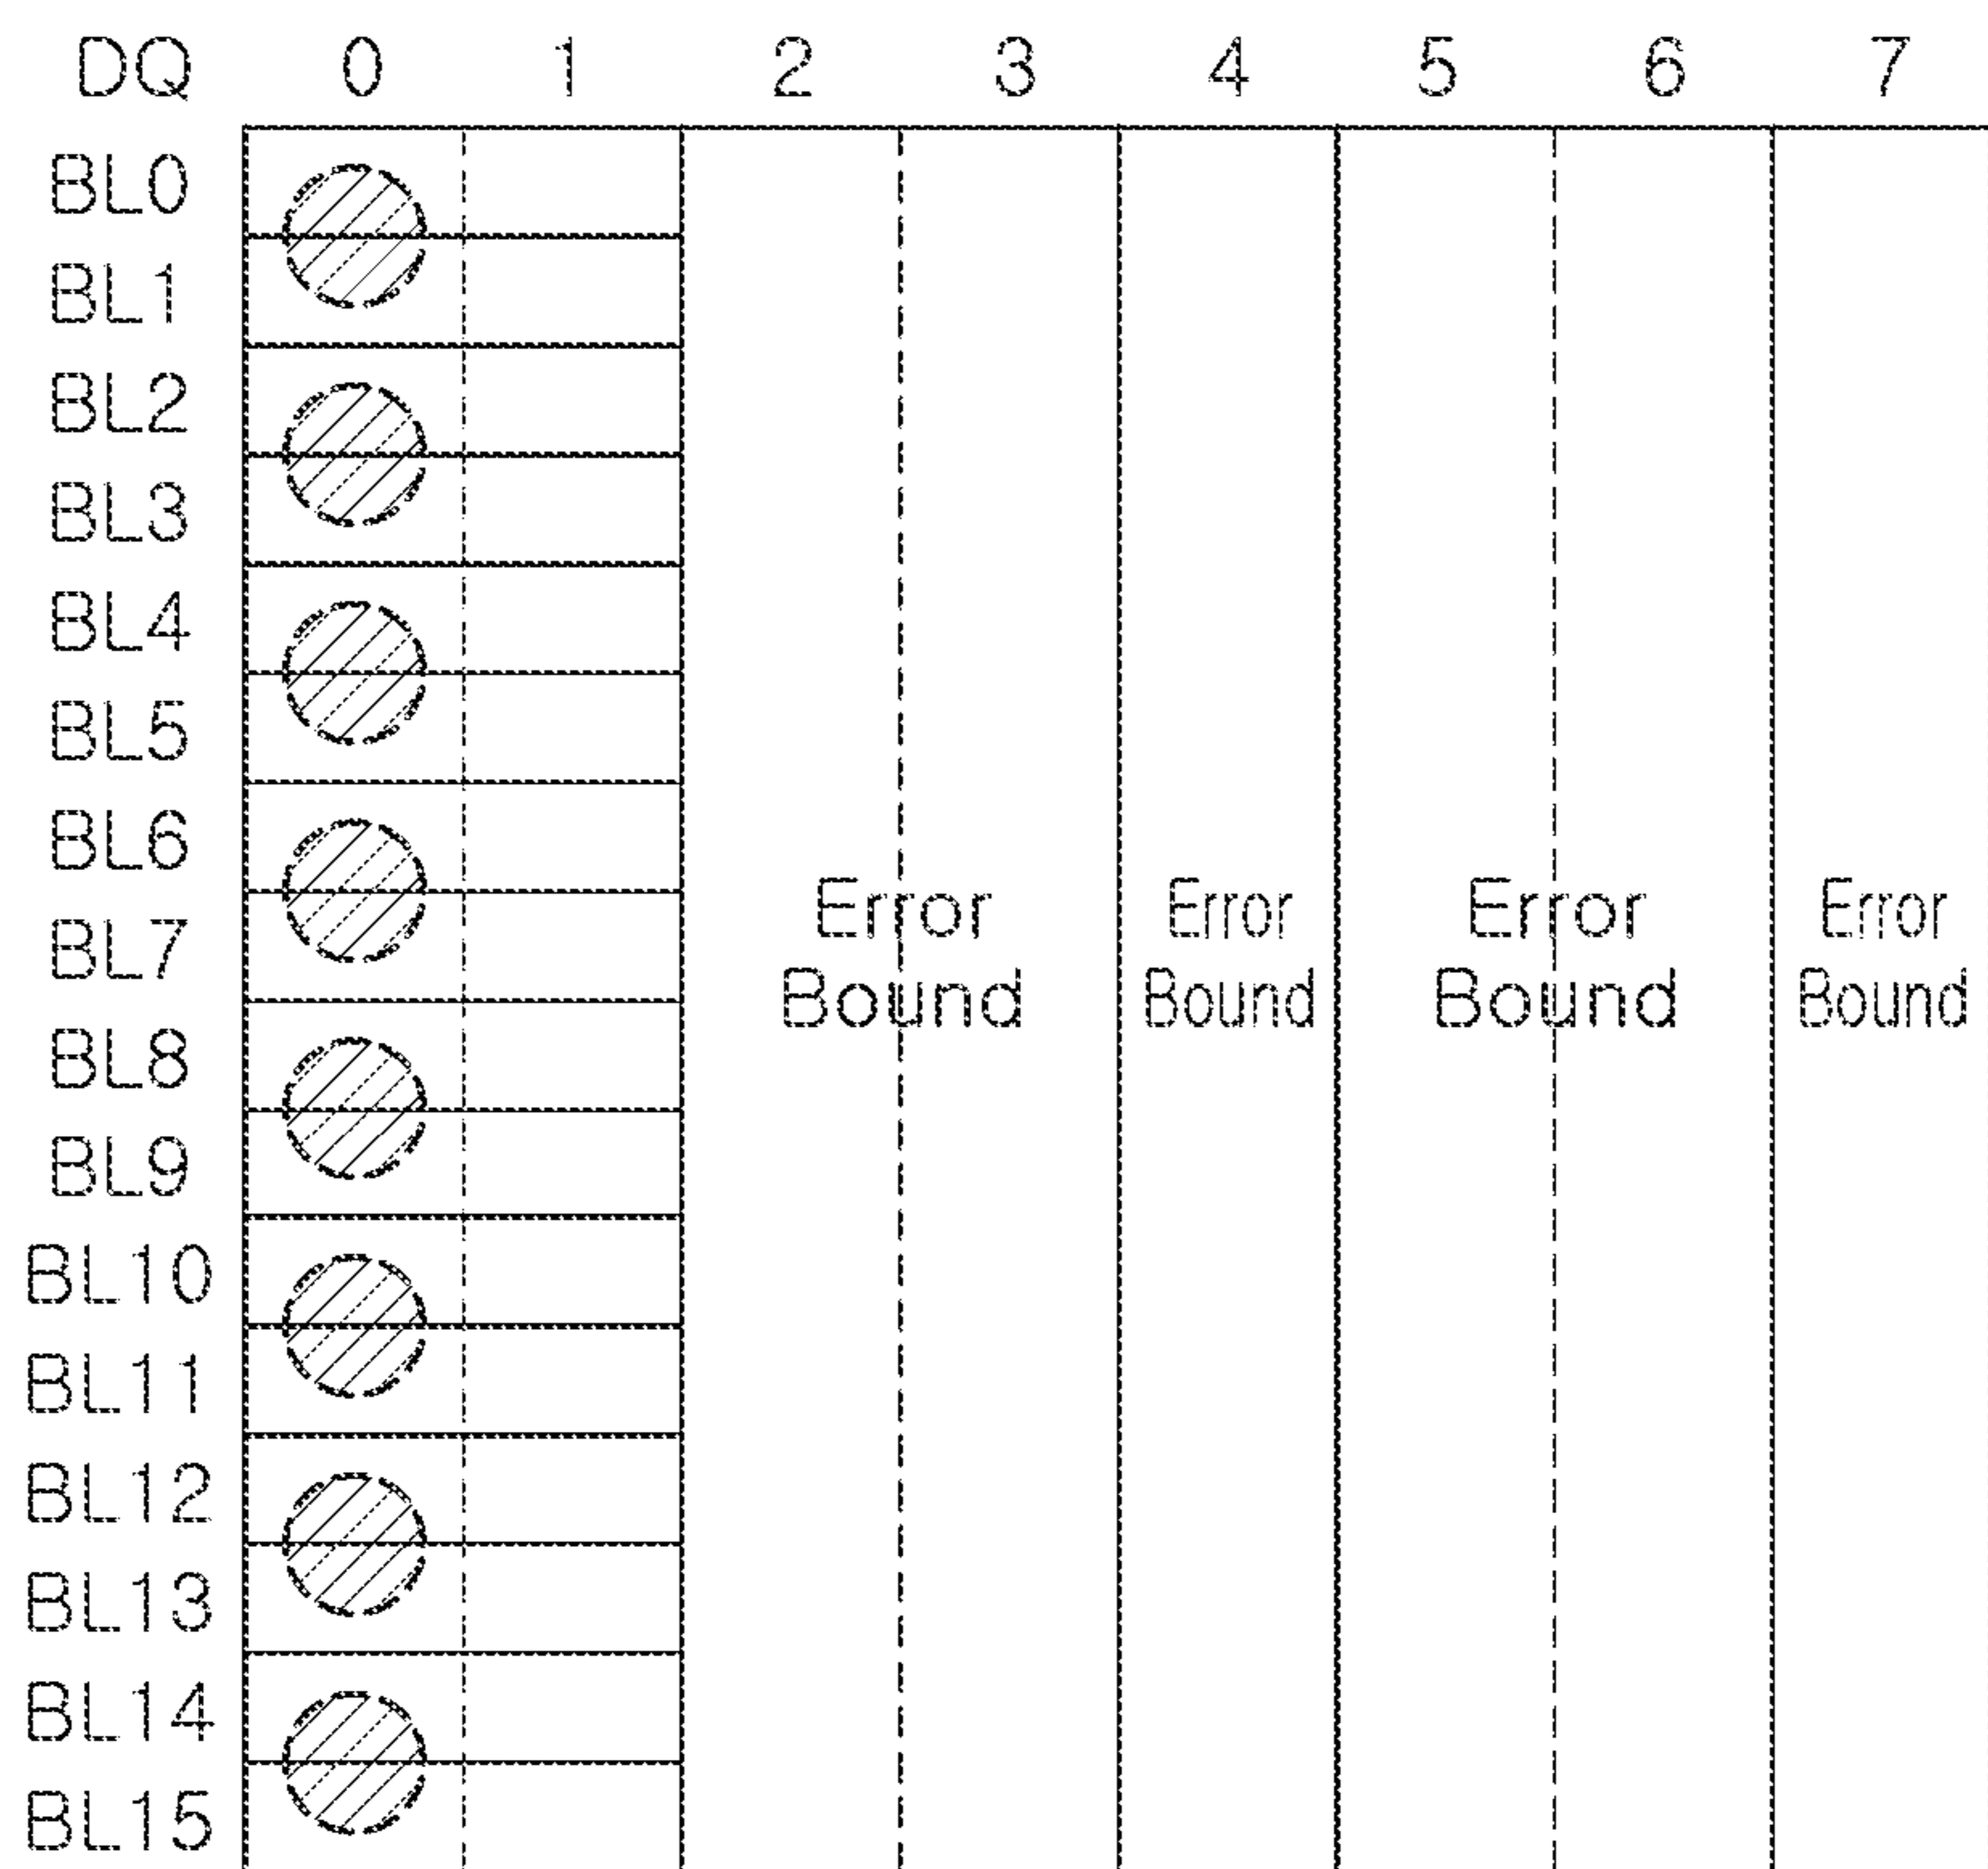 DQ 0 1 2 3 4 5 6 7
BL0
BL1
BL2
BL3
BL4
BL5
BL6
BL7
Error Error Error Error
Bound Bound Bound Bound
BL8
BL9
BL10
BL11
BL12
BL13
BL14
BL15